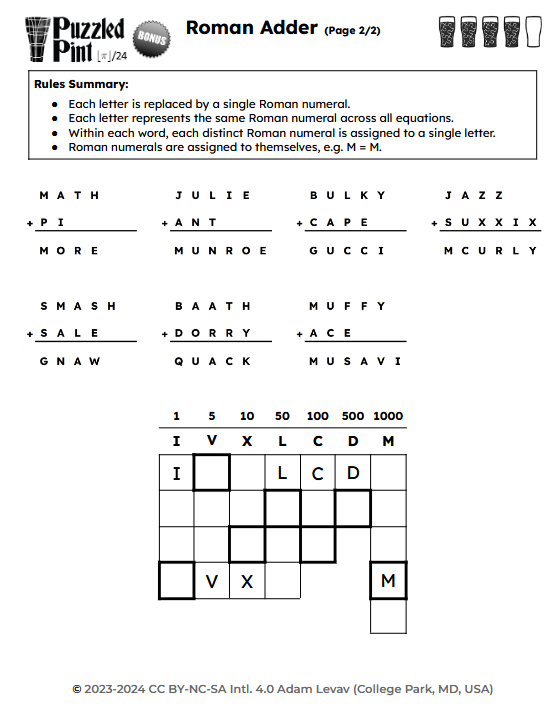 Puzzled
Pint ⌊π⌋/24
BONUS
Roman Adder (Page 2/2)
Rules Summary:
● Each letter is replaced by a single Roman numeral.
● Each letter represents the same Roman numeral across all equations.
● Within each word, each distinct Roman numeral is assigned to a single letter.
● Roman numerals are assigned to themselves, e.g. M = M.
M A T H
+ P I
M O R E
J U L I E
+ A N T
M U N R O E
B U L K Y
+ C A P E
G U C C I
J A Z Z
+ S U X X I X
M C U R L Y
S M A S H
+ S A L E
G N A W
B A A T H
+ D O R R Y
Q U A C K
M U F F Y
+ A C E
M U S A V I
1 5 10 50 100 500 1000
I V X L C D M
I L C D
V X M
© 2023-2024 CC BY-NC-SA Intl. 4.0 Adam Levav (College Park, MD, USA)